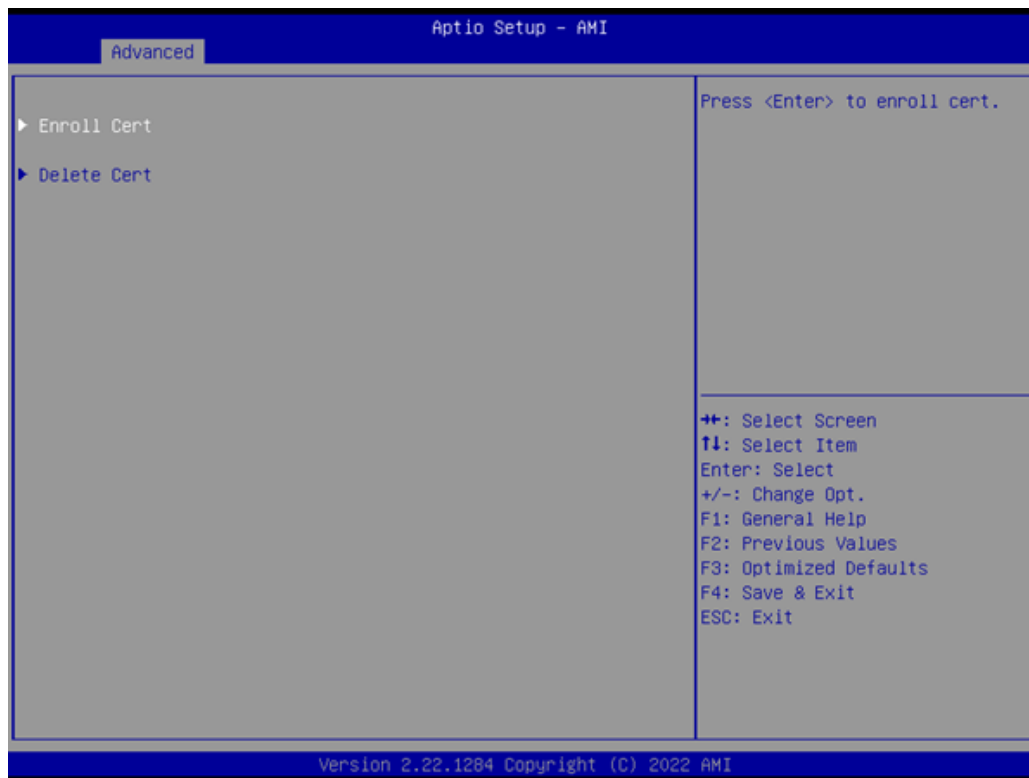 Aptio Setup – AMI
Advanced
▶ Enroll Cert
▶ Delete Cert
Press <Enter> to enroll cert.
→←: Select Screen
↑↓: Select Item
Enter: Select
+/-: Change Opt.
F1: General Help
F2: Previous Values
F3: Optimized Defaults
F4: Save & Exit
ESC: Exit
Version 2.22.1284 Copyright (C) 2022 AMI